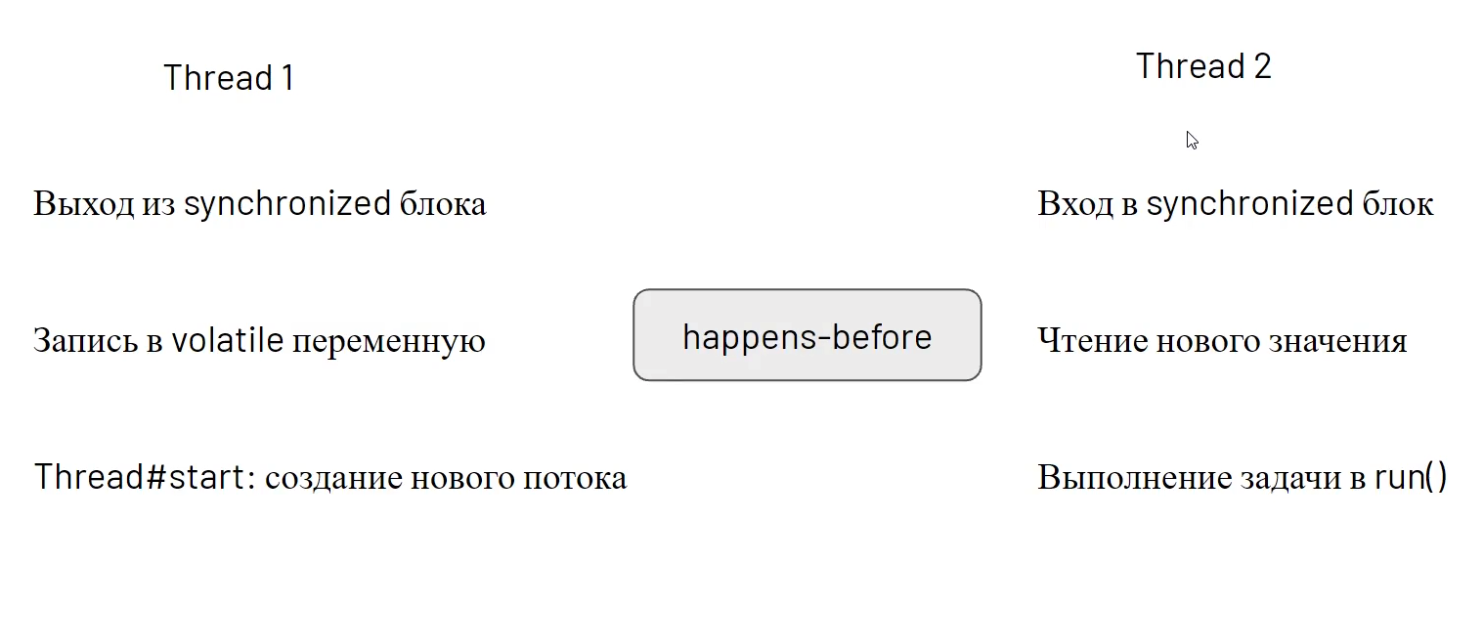 Thread 1
Thread 2
Выход из synchronized блока
Вход в synchronized блок
Запись в volatile переменную
happens-before
Чтение нового значения
Thread#start: создание нового потока
Выполнение задачи в run()